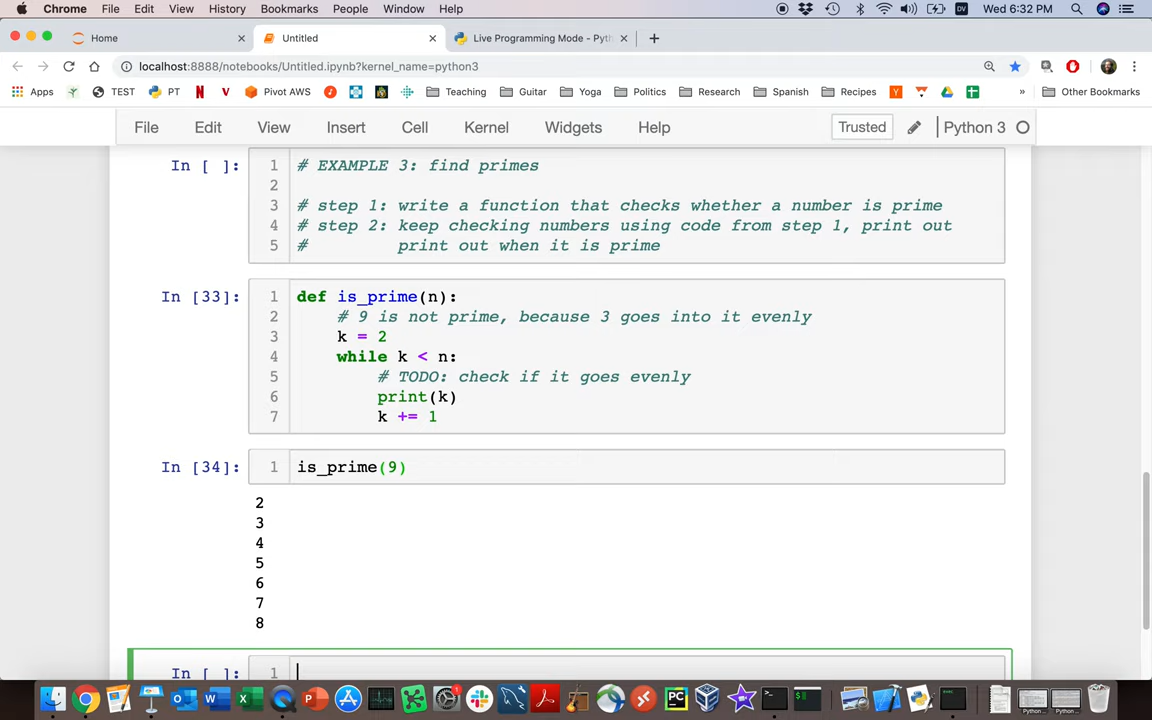 Chrome File Edit View History Bookmarks People Window Help Wed 6:32 PM
Home Untitled Live Programming Mode - Pyth
localhost:8888/notebooks/Untitled.ipynb?kernel_name=python3
Apps TEST PT Pivot AWS Teaching Guitar Yoga Politics Research Spanish Recipes » Other Bookmarks
File Edit View Insert Cell Kernel Widgets Help Trusted Python 3
In [ ]: 1 # EXAMPLE 3: find primes
2
3 # step 1: write a function that checks whether a number is prime
4 # step 2: keep checking numbers using code from step 1, print out
5 # print out when it is prime
In [33]: 1 def is_prime(n):
2 # 9 is not prime, because 3 goes into it evenly
3 k = 2
4 while k < n:
5 # TODO: check if it goes evenly
6 print(k)
7 k += 1
In [34]: 1 is_prime(9)
2
3
4
5
6
7
8
In [ ]: 1